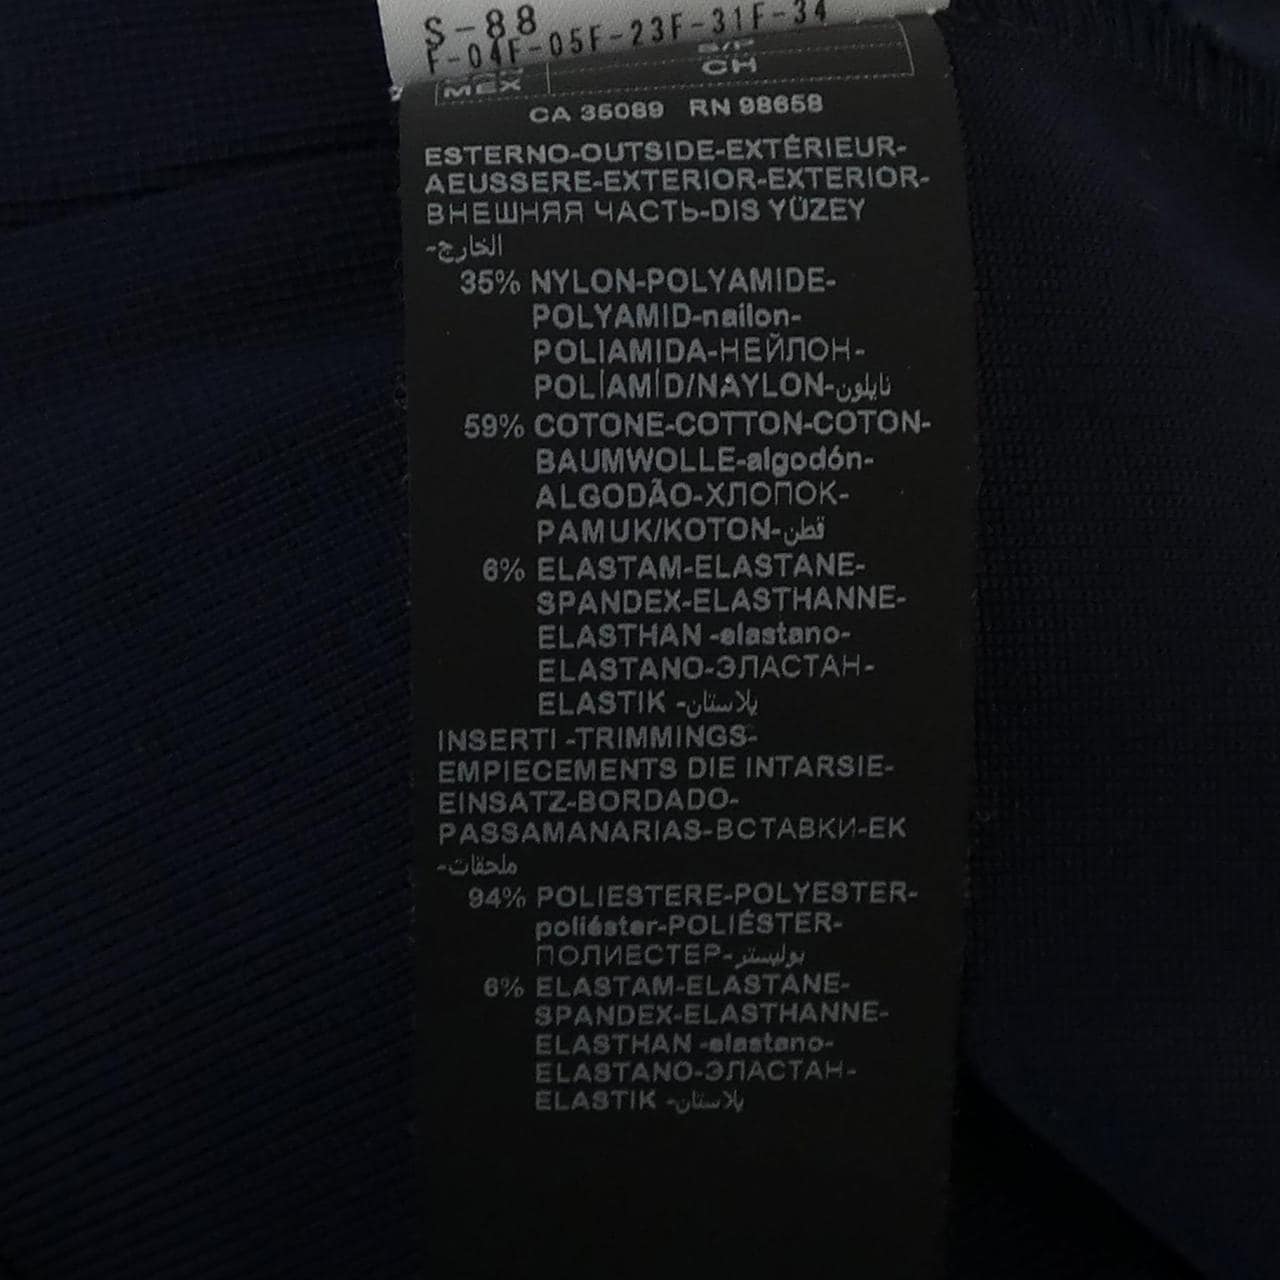 S-88
F-04F-05F-23F-31F-34
MEX
CH
CA 35089 RN 98658
ESTERNO-OUTSIDE-EXTÉRIEUR-
AEUSSERE-EXTERIOR-EXTERIOR-
ВНЕШНЯЯ ЧАСТЬ-DIS YÜZEY
الخارج-
35% NYLON-POLYAMIDE-
POLYAMID-nailon-
POLIAMIDA-НЕЙЛОН-
POLİAMİD/NAYLON-نايلون
59% COTONE-COTTON-COTON-
BAUMWOLLE-algodón-
ALGODÃO-ХЛОПОК-
PAMUK/KOTON-قطن
6% ELASTAM-ELASTANE-
SPANDEX-ELASTHANNE-
ELASTHAN -elastano-
ELASTANO-ЭЛАСТАН-
ELASTIK -يلاستان
INSERTI -TRIMMINGS-
EMPIECEMENTS DIE INTARSIE-
EINSATZ-BORDADO-
PASSAMANARIAS-ВСТАВКИ-EK
ملحقات-
94% POLIESTERE-POLYESTER-
poliéster-POLIÉSTER-
ПОЛИЕСТЕР-بوليستر
6% ELASTAM-ELASTANE-
SPANDEX-ELASTHANNE-
ELASTHAN -elastano-
ELASTANO-ЭЛАСТАН-
ELASTIK -يلاستان